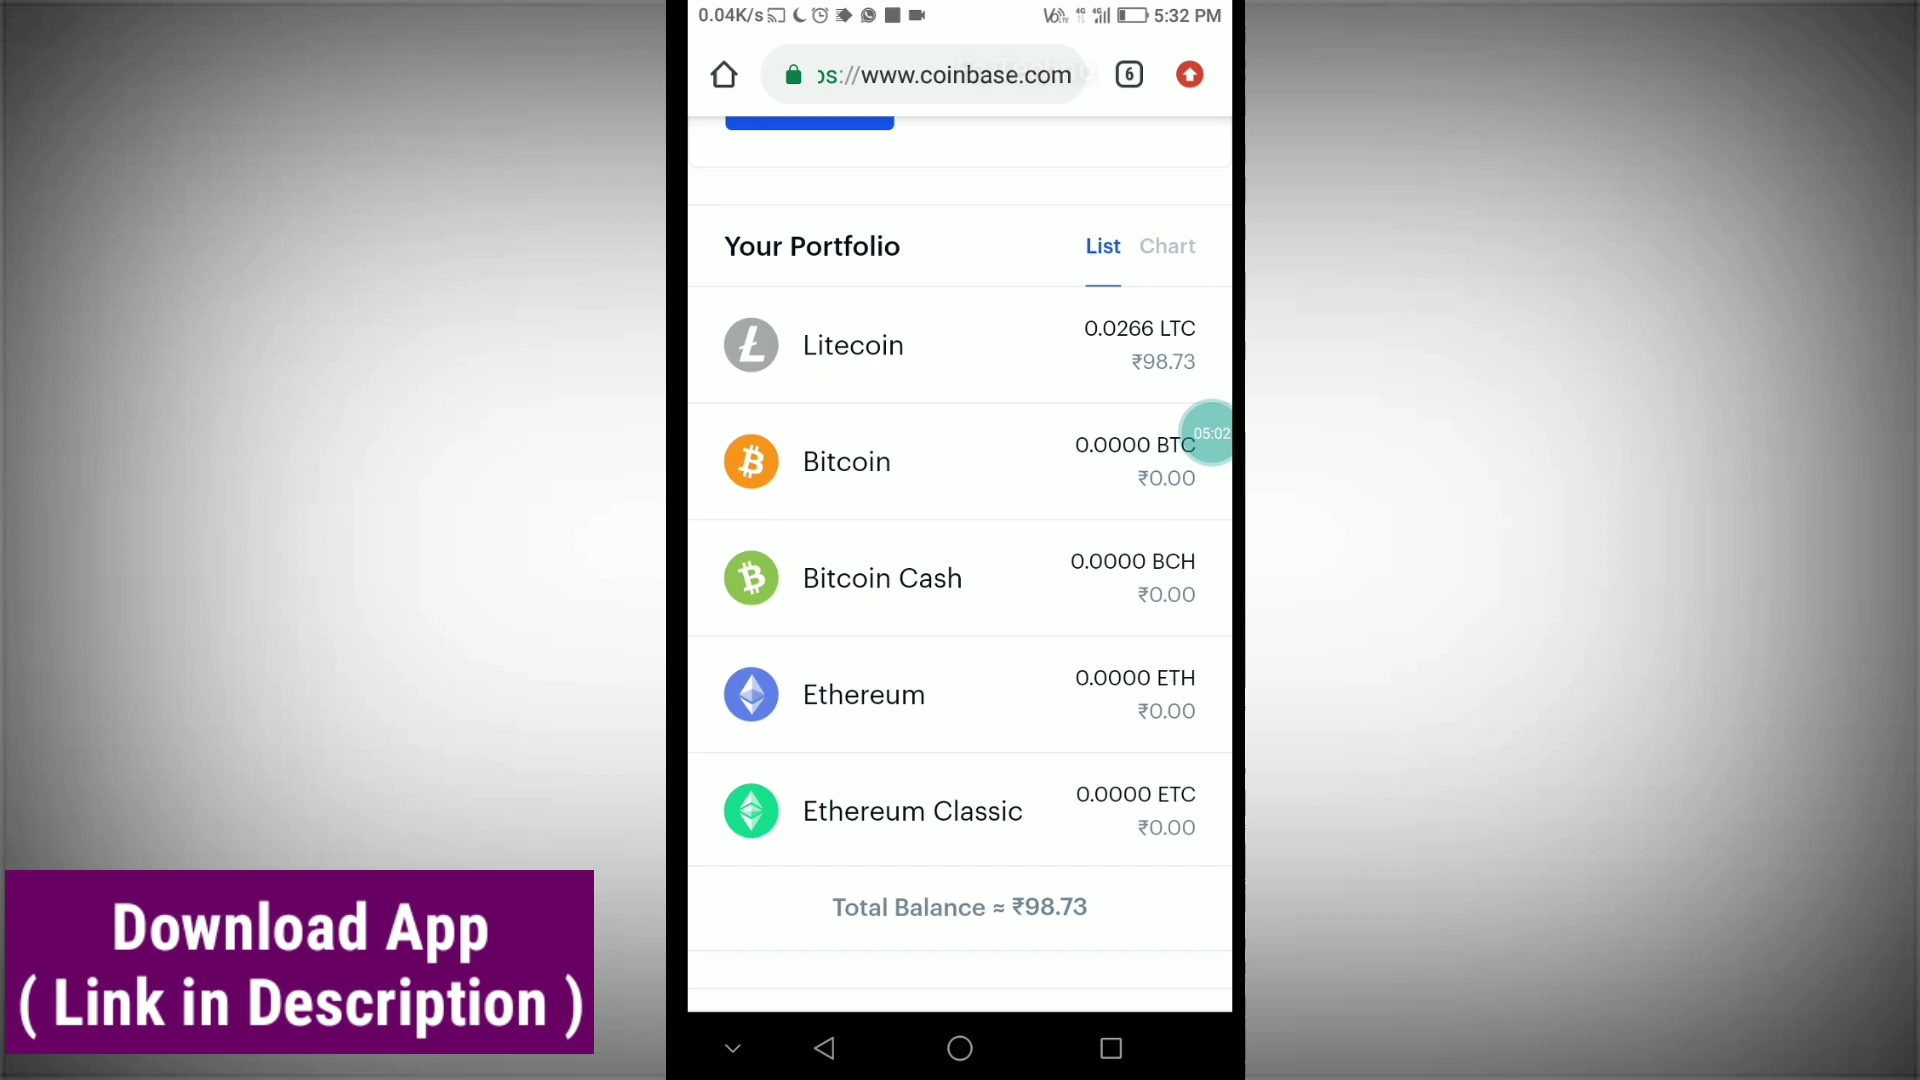 0.04K/s 5:32 PM
ps://www.coinbase.com 6
Your Portfolio List Chart
Litecoin 0.0266 LTC
₹98.73
05:02
Bitcoin 0.0000 BTC
₹0.00
Bitcoin Cash 0.0000 BCH
₹0.00
Ethereum 0.0000 ETH
₹0.00
Ethereum Classic 0.0000 ETC
₹0.00
Total Balance ≈ ₹98.73
Download App
( Link in Description )